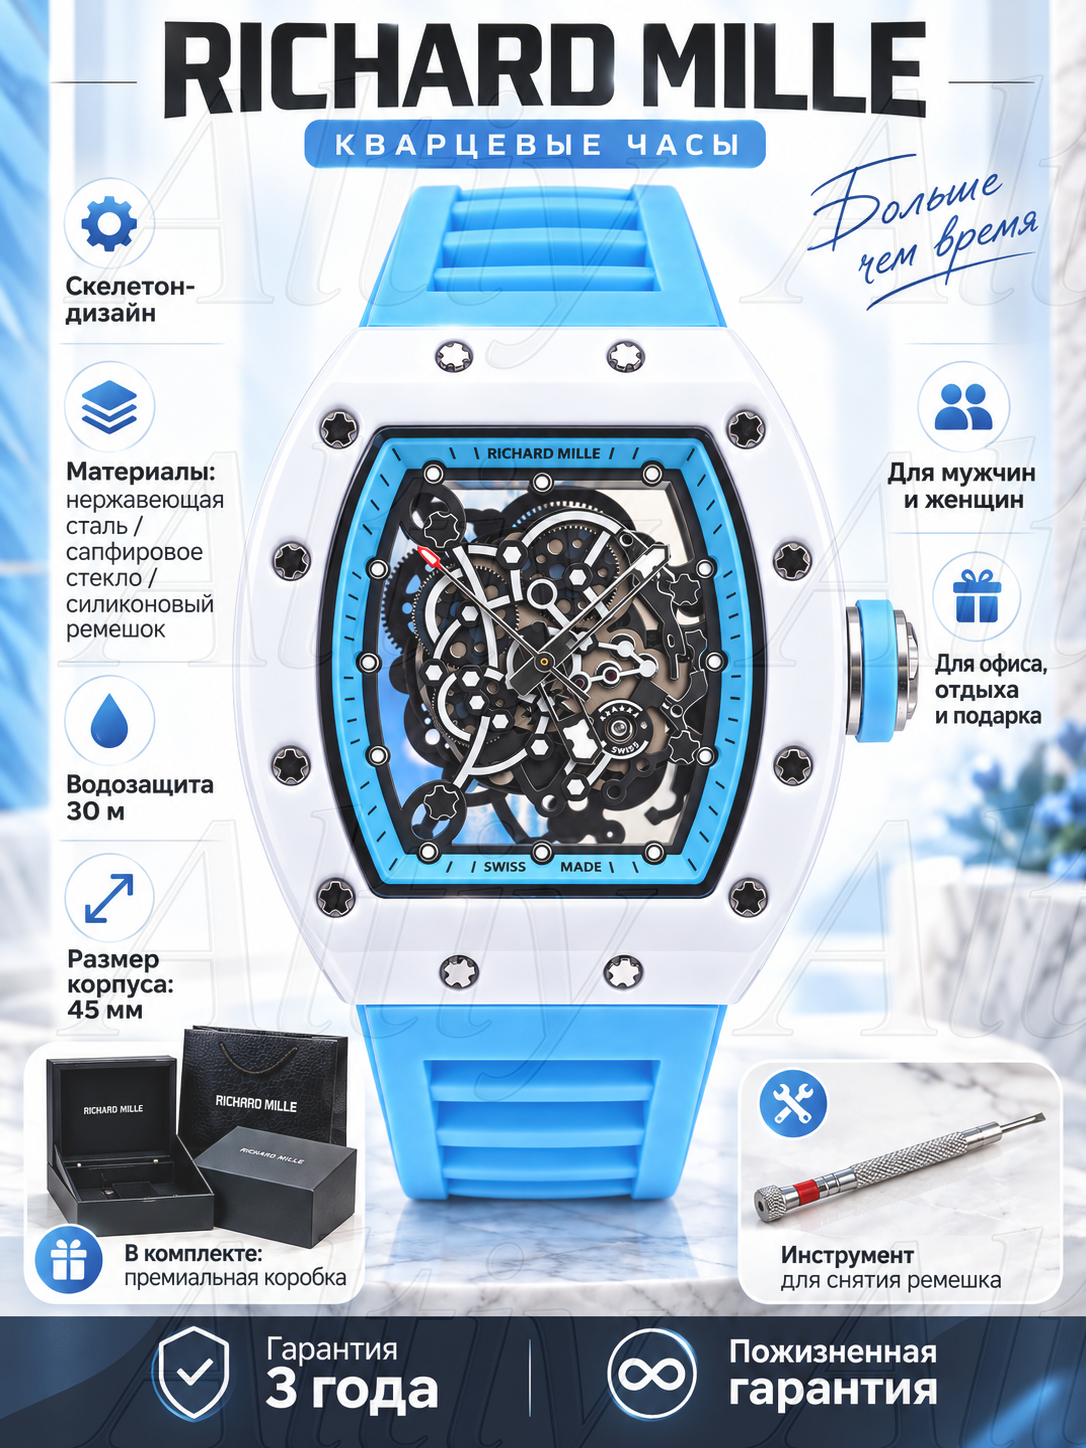 RICHARD MILLE
КВАРЦЕВЫЕ ЧАСЫ
Больше
чем время
Скелетон-
дизайн
Материалы:
нержавеющая
сталь /
сапфировое
стекло /
силиконовый
ремешок
Водозащита
30 м
Размер
корпуса:
45 мм
Для мужчин
и женщин
Для офиса,
отдыха
и подарка
RICHARD MILLE
SWISS
SWISS MADE
RICHARD MILLE
RICHARD MILLE
RICHARD MILLE
В комплекте:
премиальная коробка
Инструмент
для снятия ремешка
Гарантия
3 года
Пожизненная
гарантия